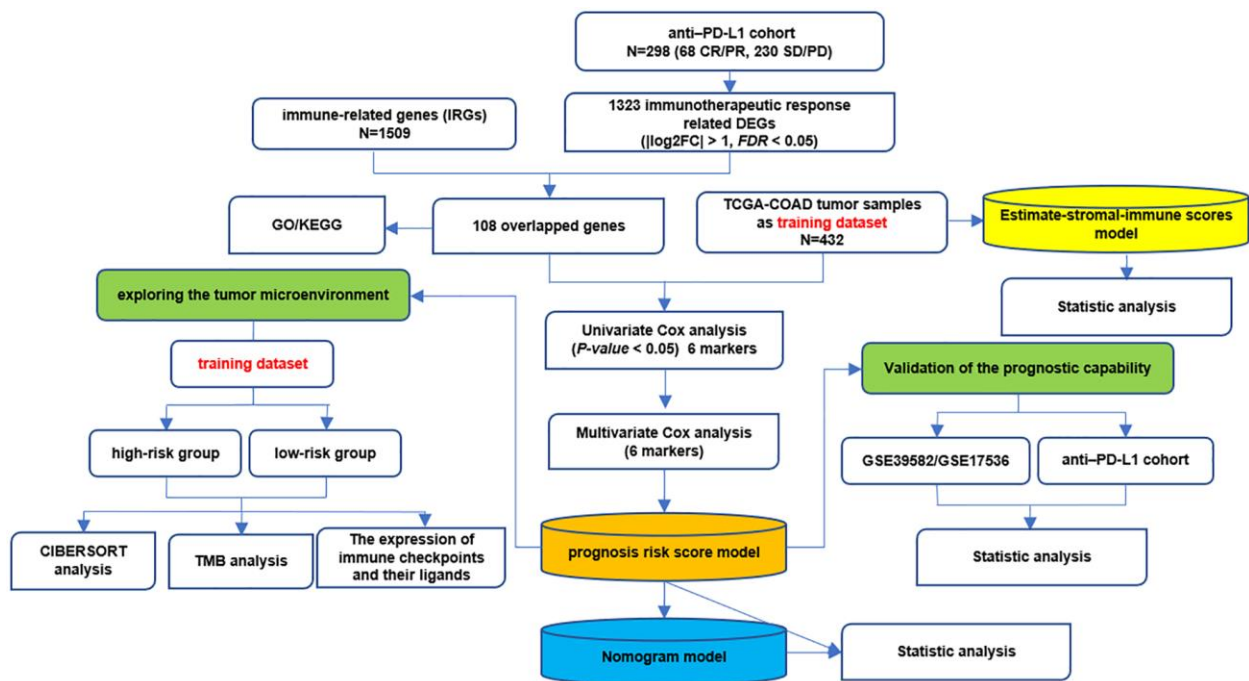 anti–PD-L1 cohort
N=298 (68 CR/PR, 230 SD/PD)
immune-related genes (IRGs)
N=1509
1323 immunotherapeutic response
related DEGs
(|log2FC| > 1, FDR < 0.05)
GO/KEGG
108 overlapped genes
TCGA-COAD tumor samples
as training dataset
N=432
Estimate-stromal-immune scores
model
exploring the tumor microenvironment
Statistic analysis
training dataset
Univariate Cox analysis
(P-value < 0.05) 6 markers
Validation of the prognostic capability
high-risk group
low-risk group
Multivariate Cox analysis
(6 markers)
GSE39582/GSE17536
anti–PD-L1 cohort
CIBERSORT
analysis
TMB analysis
The expression of
immune checkpoints
and their ligands
prognosis risk score model
Statistic analysis
Nomogram model
Statistic analysis